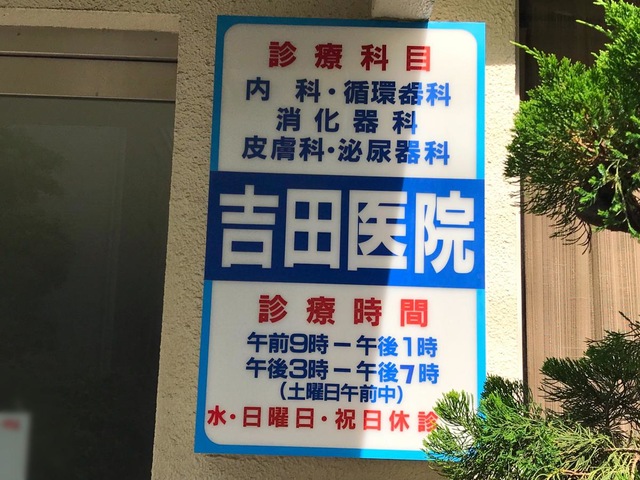 診療科目
内科・循環器科
消化器科
皮膚科・泌尿器科
吉田医院
診療時間
午前9時－午後1時
午後3時－午後7時
(土曜日午前中)
水・日曜日・祝日休診